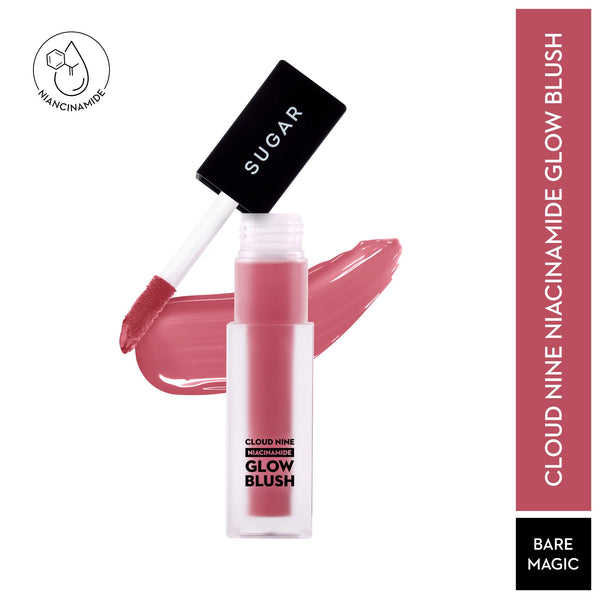 NIANCINAMIDE
SUGAR
CLOUD NINE
NIACINAMIDE
GLOW
BLUSH
CLOUD NINE NIACINAMIDE GLOW BLUSH
BARE
MAGIC